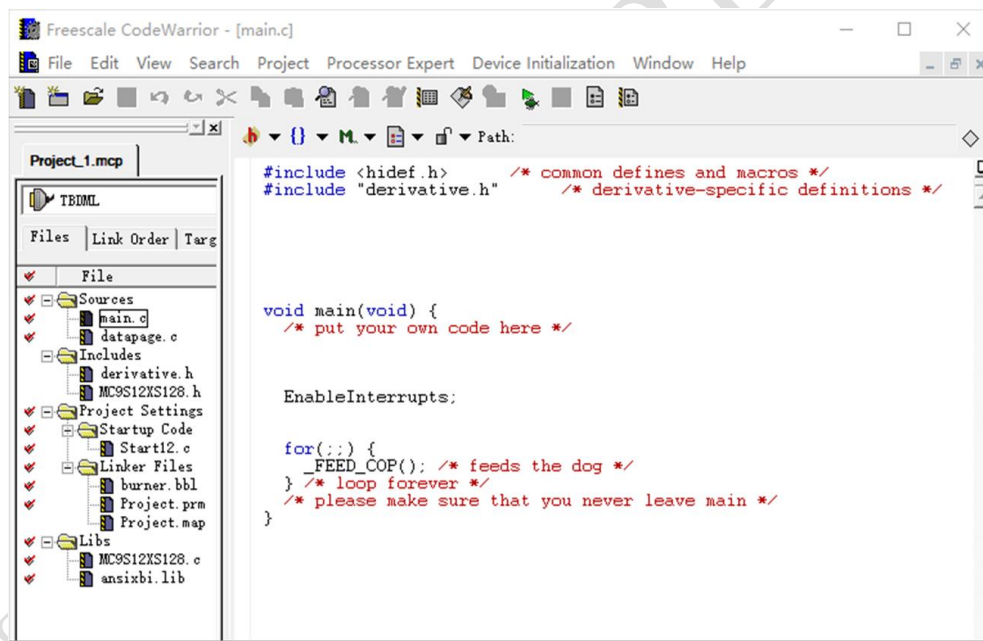 Freescale CodeWarrior - [main.c]
File Edit View Search Project Processor Expert Device Initialization Window Help
Path:
Project_1.mcp
TBDML
Files Link Order Targ
File
Sources
main.c
datapage.c
Includes
derivative.h
MC9S12XS128.h
Project Settings
Startup Code
Start12.c
Linker Files
burner.bbl
Project.prm
Project.map
Libs
MC9S12XS128.c
ansixbi.lib
#include <hidef.h> /* common defines and macros */
#include "derivative.h" /* derivative-specific definitions */
void main(void) {
/* put your own code here */
EnableInterrupts;
for(;;) {
_FEED_COP(); /* feeds the dog */
} /* loop forever */
/* please make sure that you never leave main */
}